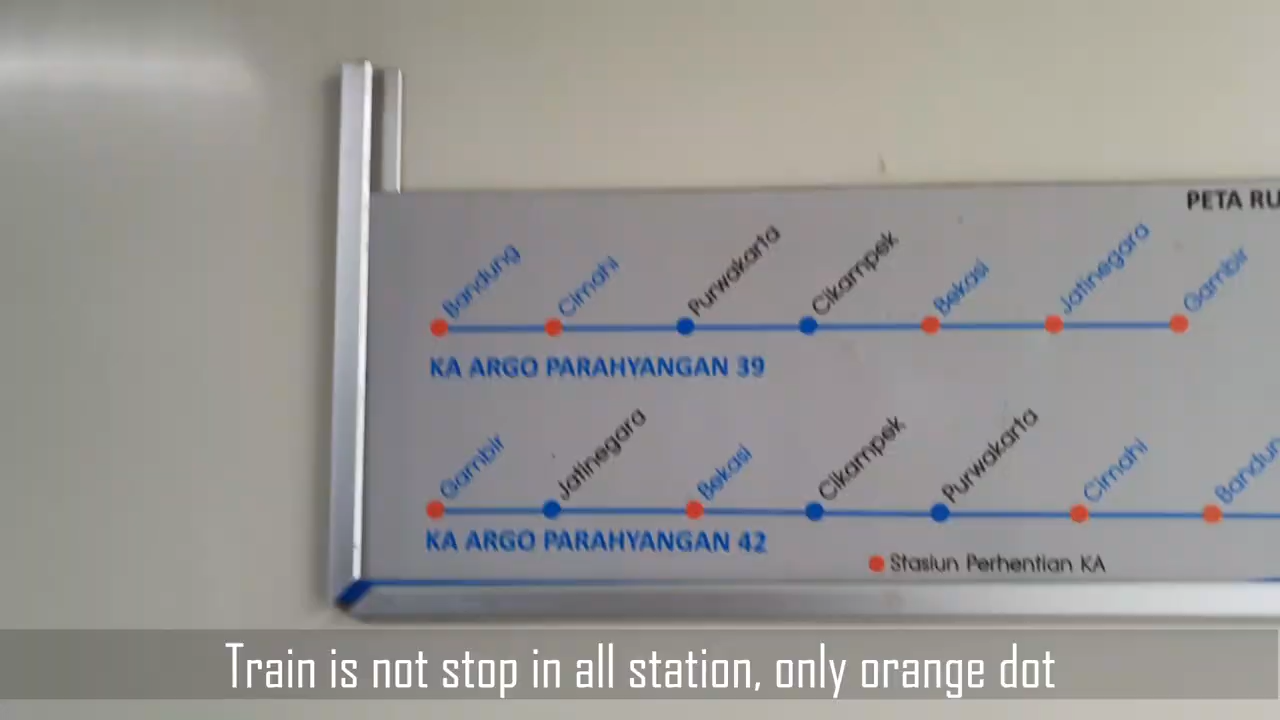 PETA RU
Bandung
Cimahi
Purwakarta
Cikampek
Bekasi
Jatinegara
Gambir
KA ARGO PARAHYANGAN 39
Gambir
Jatinegara
Bekasi
Cikampek
Purwakarta
Cimahi
Bandun
KA ARGO PARAHYANGAN 42
Stasiun Perhentian KA
Train is not stop in all station, only orange dot